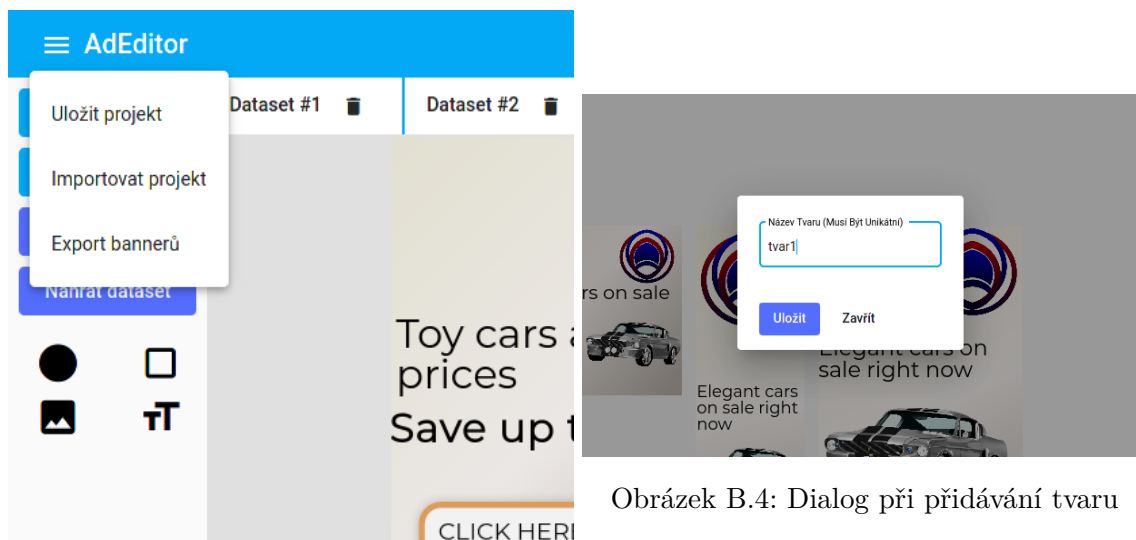 AdEditor
Uložit projekt
Importovat projekt
Export bannerů
Dataset #1
Dataset #2
Nahrát dataset
Toy cars
prices
Save up
CLICK HERE
rs on sale
Název Tvaru (Musí Být Unikátní)
tvar1
Uložit
Zavřít
Elegant cars on
sale right now
Elegant cars
on sale right
now
Obrázek B.4: Dialog při přidávání tvaru